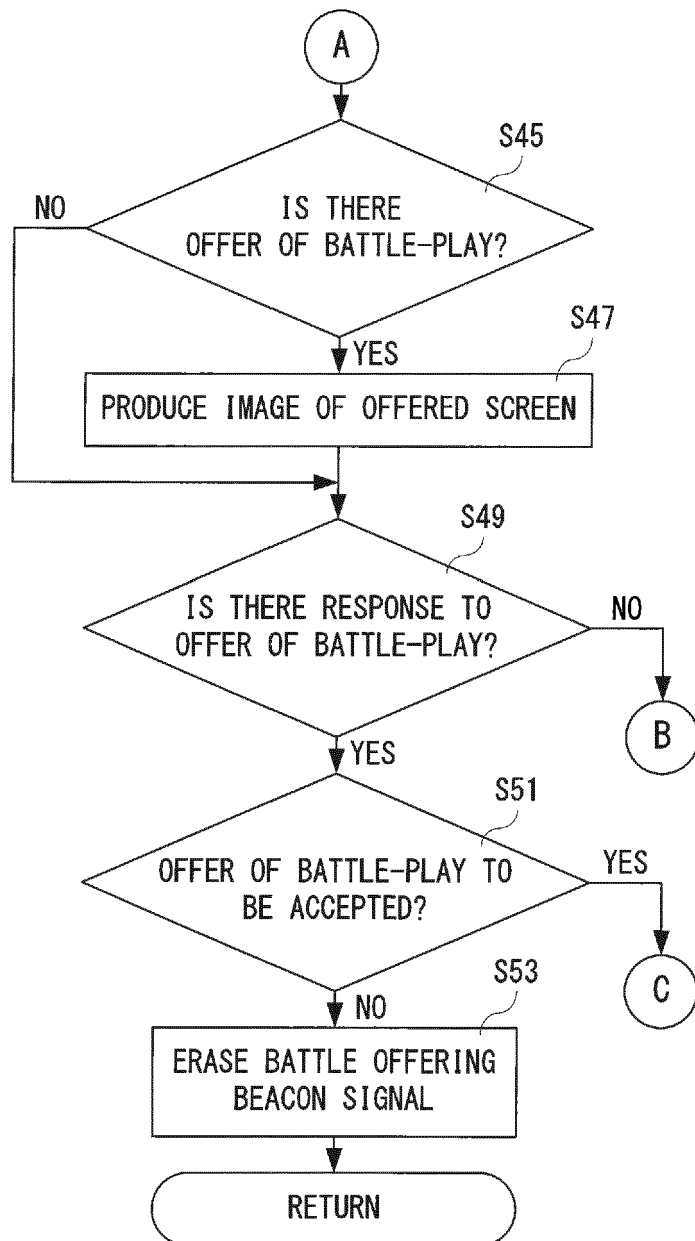 A
S45
NO
IS THERE
OFFER OF BATTLE-PLAY?
YES
S47
PRODUCE IMAGE OF OFFERED SCREEN
S49
IS THERE RESPONSE TO
OFFER OF BATTLE-PLAY?
NO
B
YES
S51
OFFER OF BATTLE-PLAY TO
BE ACCEPTED?
YES
C
NO
S53
ERASE BATTLE OFFERING
BEACON SIGNAL
RETURN